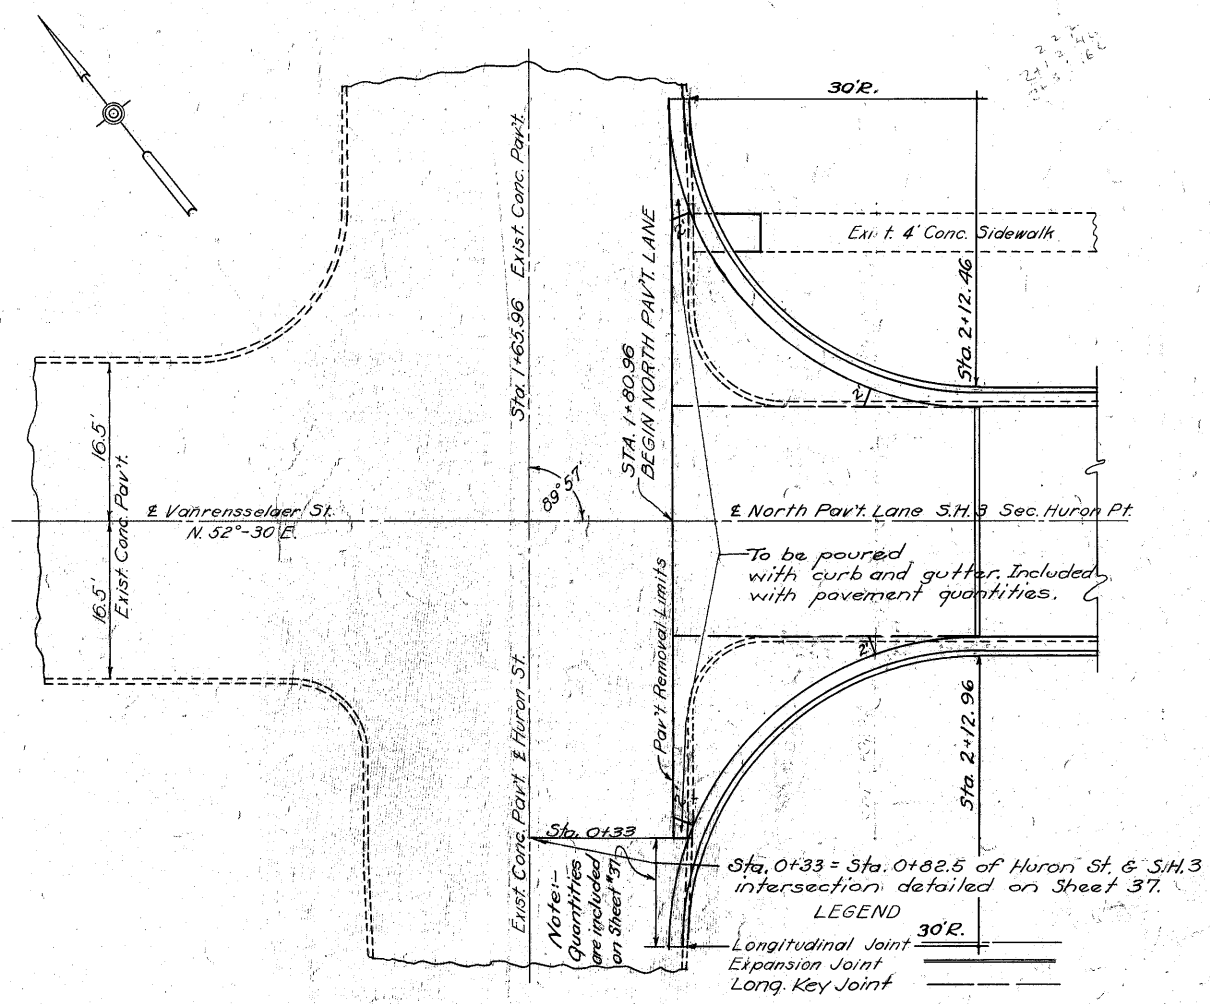 30'R.
Exist. 4' Conc. Sidewalk
Sta. 2+12.46
2'
2'
Exist. Conc. Pav't.
Sta. 1+65.96
STA. 1+80.96
BEGIN NORTH PAV'T. LANE
89°57'
16.5'
16.5'
Exist. Conc. Pav't.
℄ Vanrensselaer St.
N. 52°-30 E.
℄ North Pav't. Lane S.H.3 Sec. Huron Pt.
To be poured
with curb and gutter. Included
with pavement quantities.
Pav't. Removal Limits
2'
2'
Sta. 2+12.96
Exist. Conc. Pav't. ℄ Huron St.
Sta. 0+33
Note:-
Quantities
are included
on Sheet #37
Sta. 0+33 = Sta. 0+82.5 of Huron St. & S.H.3
intersection detailed on Sheet 37.
LEGEND
30'R.
Longitudinal Joint
Expansion Joint
Long. Key Joint